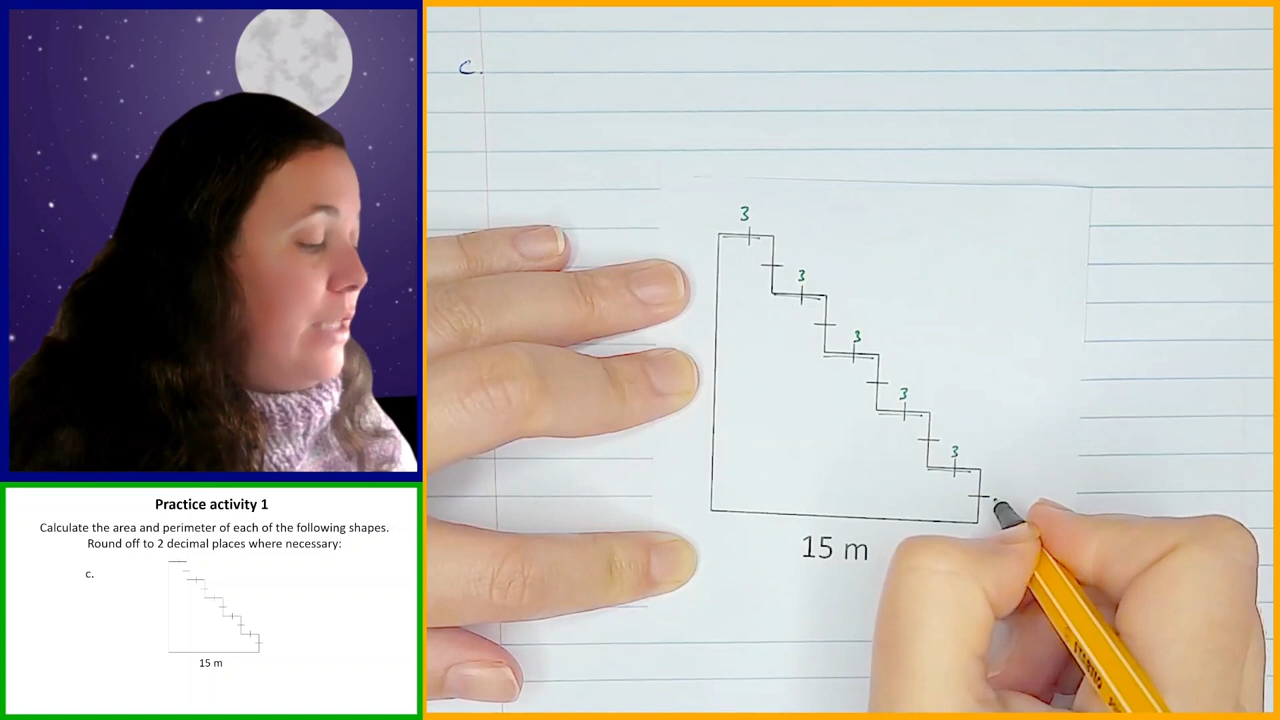 c.
3
3
3
3
3
15 m
Practice activity 1
Calculate the area and perimeter of each of the following shapes.
Round off to 2 decimal places where necessary:
c.
15 m